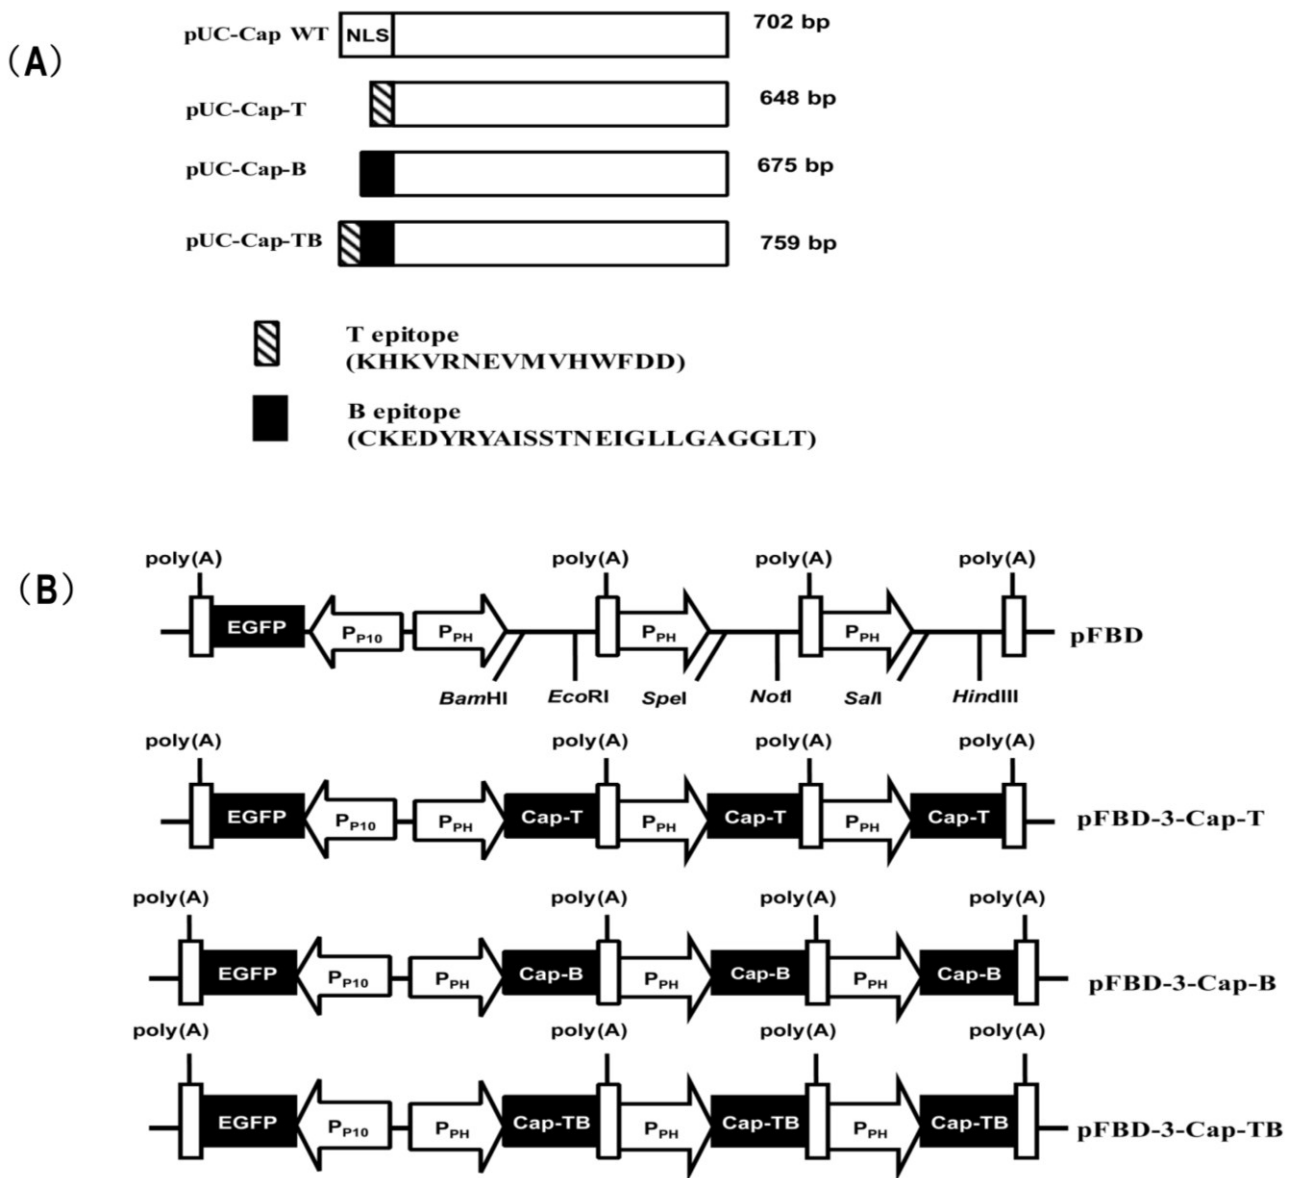 (A)
pUC-Cap WT NLS 702 bp
pUC-Cap-T 648 bp
pUC-Cap-B 675 bp
pUC-Cap-TB 759 bp
T epitope
(KHKVRNEVMVHWFDD)
B epitope
(CKEDYRYAISSTNEIGLLGAGGLT)
(B)
poly(A) poly(A) poly(A) poly(A)
EGFP PP10 PPH PPH PPH pFBD
BamHI EcoRI SpeI NotI SalI HindIII
poly(A) poly(A) poly(A) poly(A)
EGFP PP10 PPH Cap-T PPH Cap-T PPH Cap-T pFBD-3-Cap-T
poly(A) poly(A) poly(A) poly(A)
EGFP PP10 PPH Cap-B PPH Cap-B PPH Cap-B pFBD-3-Cap-B
poly(A) poly(A) poly(A) poly(A)
EGFP PP10 PPH Cap-TB PPH Cap-TB PPH Cap-TB pFBD-3-Cap-TB